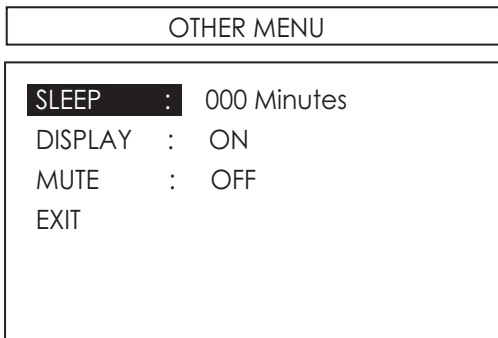 OTHER MENU
SLEEP : 000 Minutes
DISPLAY : ON
MUTE : OFF
EXIT